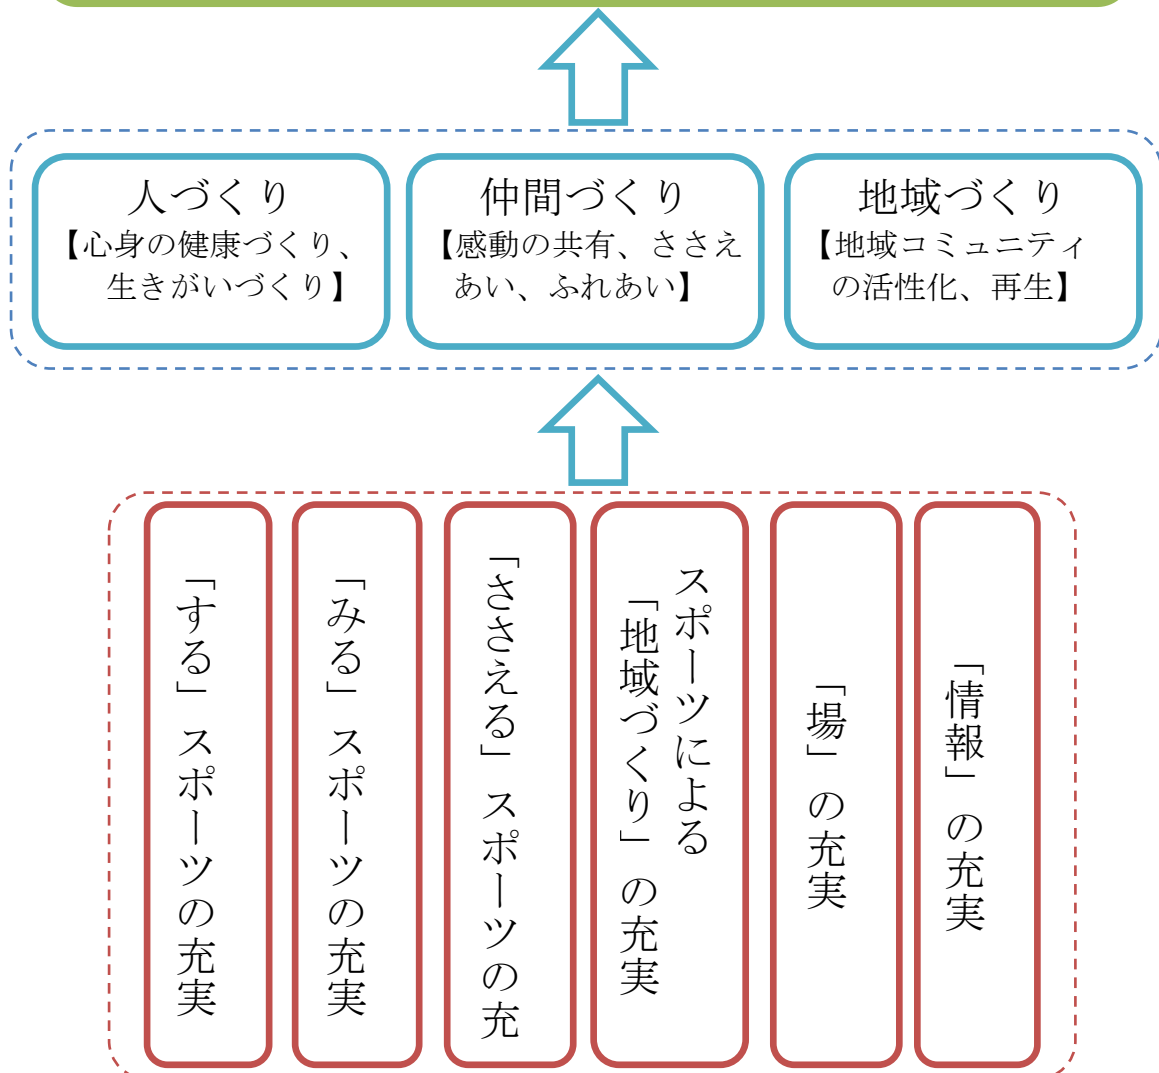 人づくり
【心身の健康づくり、
生きがいづくり】
仲間づくり
【感動の共有、ささえ
あい、ふれあい】
地域づくり
【地域コミュニティ
の活性化、再生】
「する」スポーツの充実
「みる」スポーツの充実
「ささえる」スポーツの充
スポーツによる
「地域づくり」の充実
「場」の充実
「情報」の充実